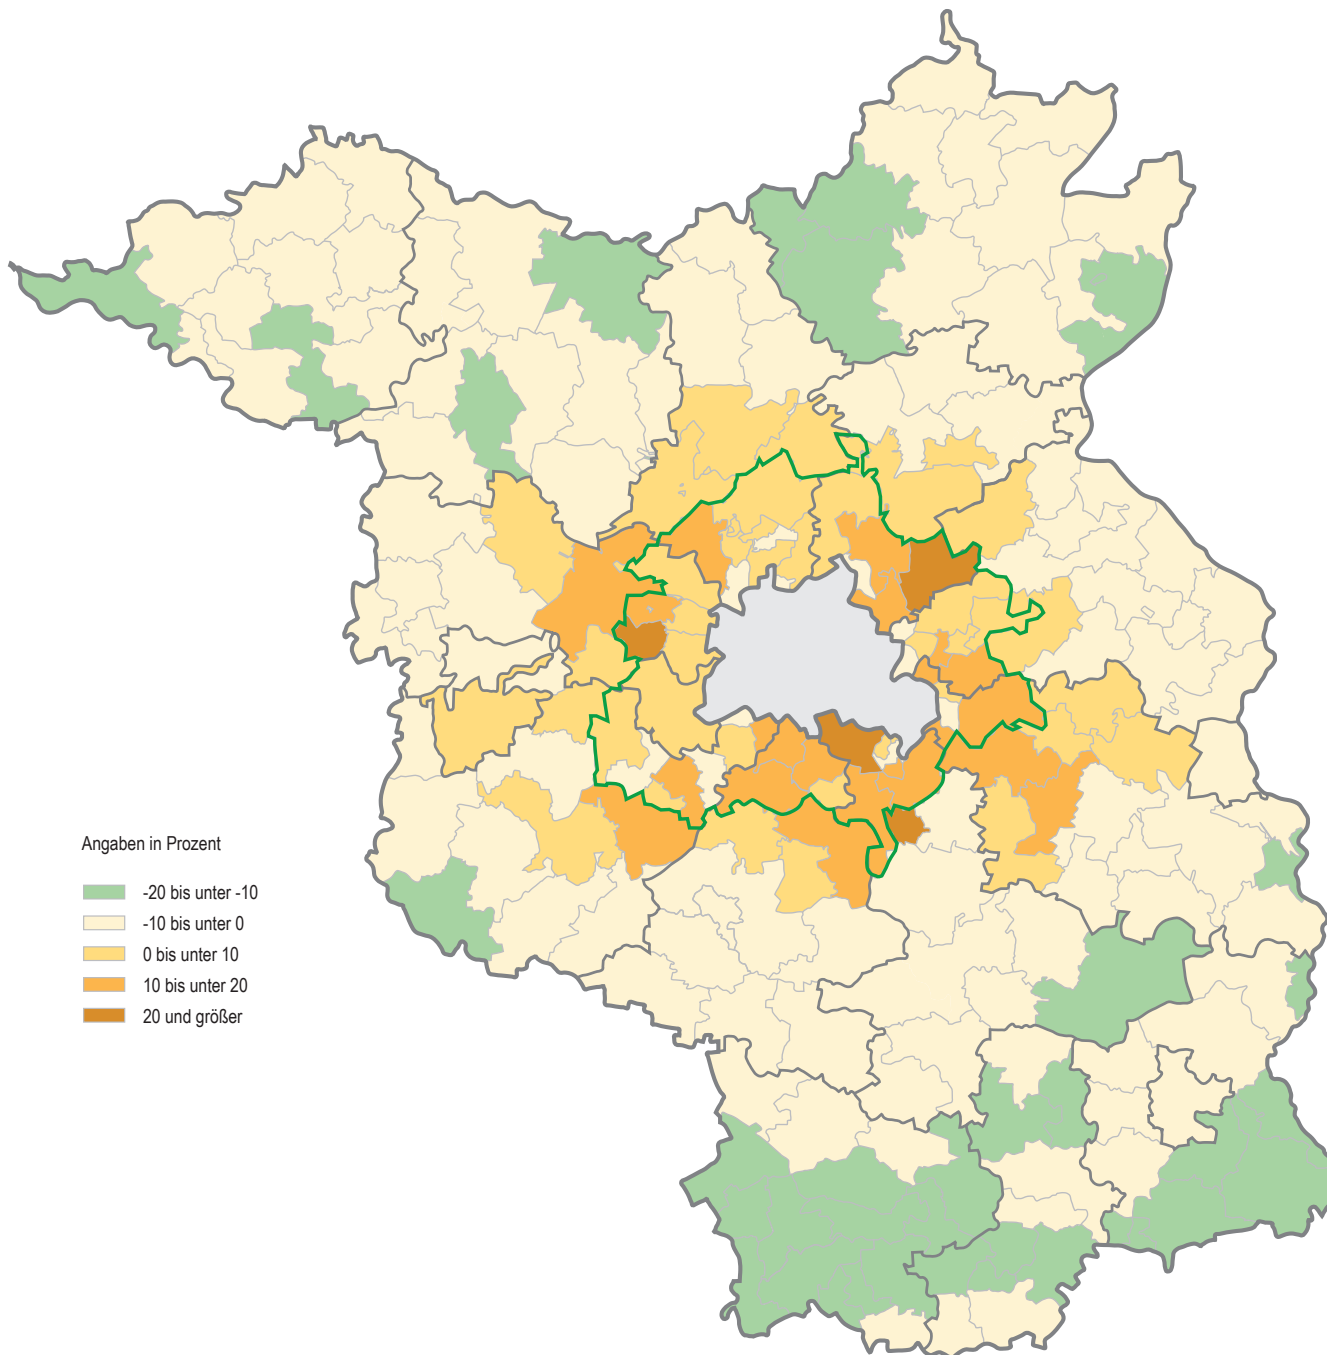 Angaben in Prozent
-20 bis unter -10
-10 bis unter 0
0 bis unter 10
10 bis unter 20
20 und größer